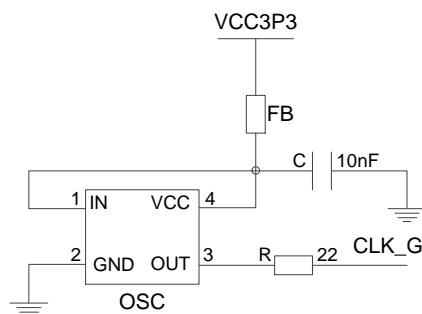 VCC3P3
FB
C 10nF
1 IN VCC 4
2 GND OUT 3 R 22 CLK_G
OSC